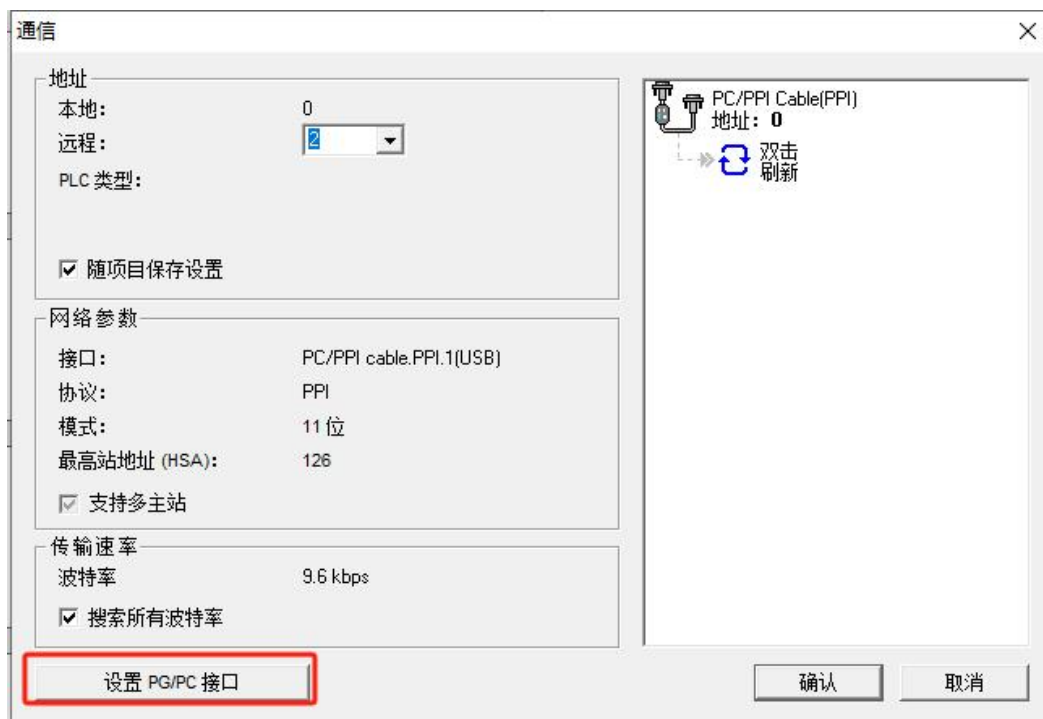 通信
地址
本地： 0
远程： 2
PLC 类型：
随项目保存设置
网络参数
接口： PC/PPI cable.PPI.1(USB)
协议： PPI
模式： 11 位
最高站地址 (HSA)： 126
支持多主站
传输速率
波特率 9.6 kbps
搜索所有波特率
设置 PG/PC 接口
PC/PPI Cable(PPI)
地址： 0
双击
刷新
确认 取消